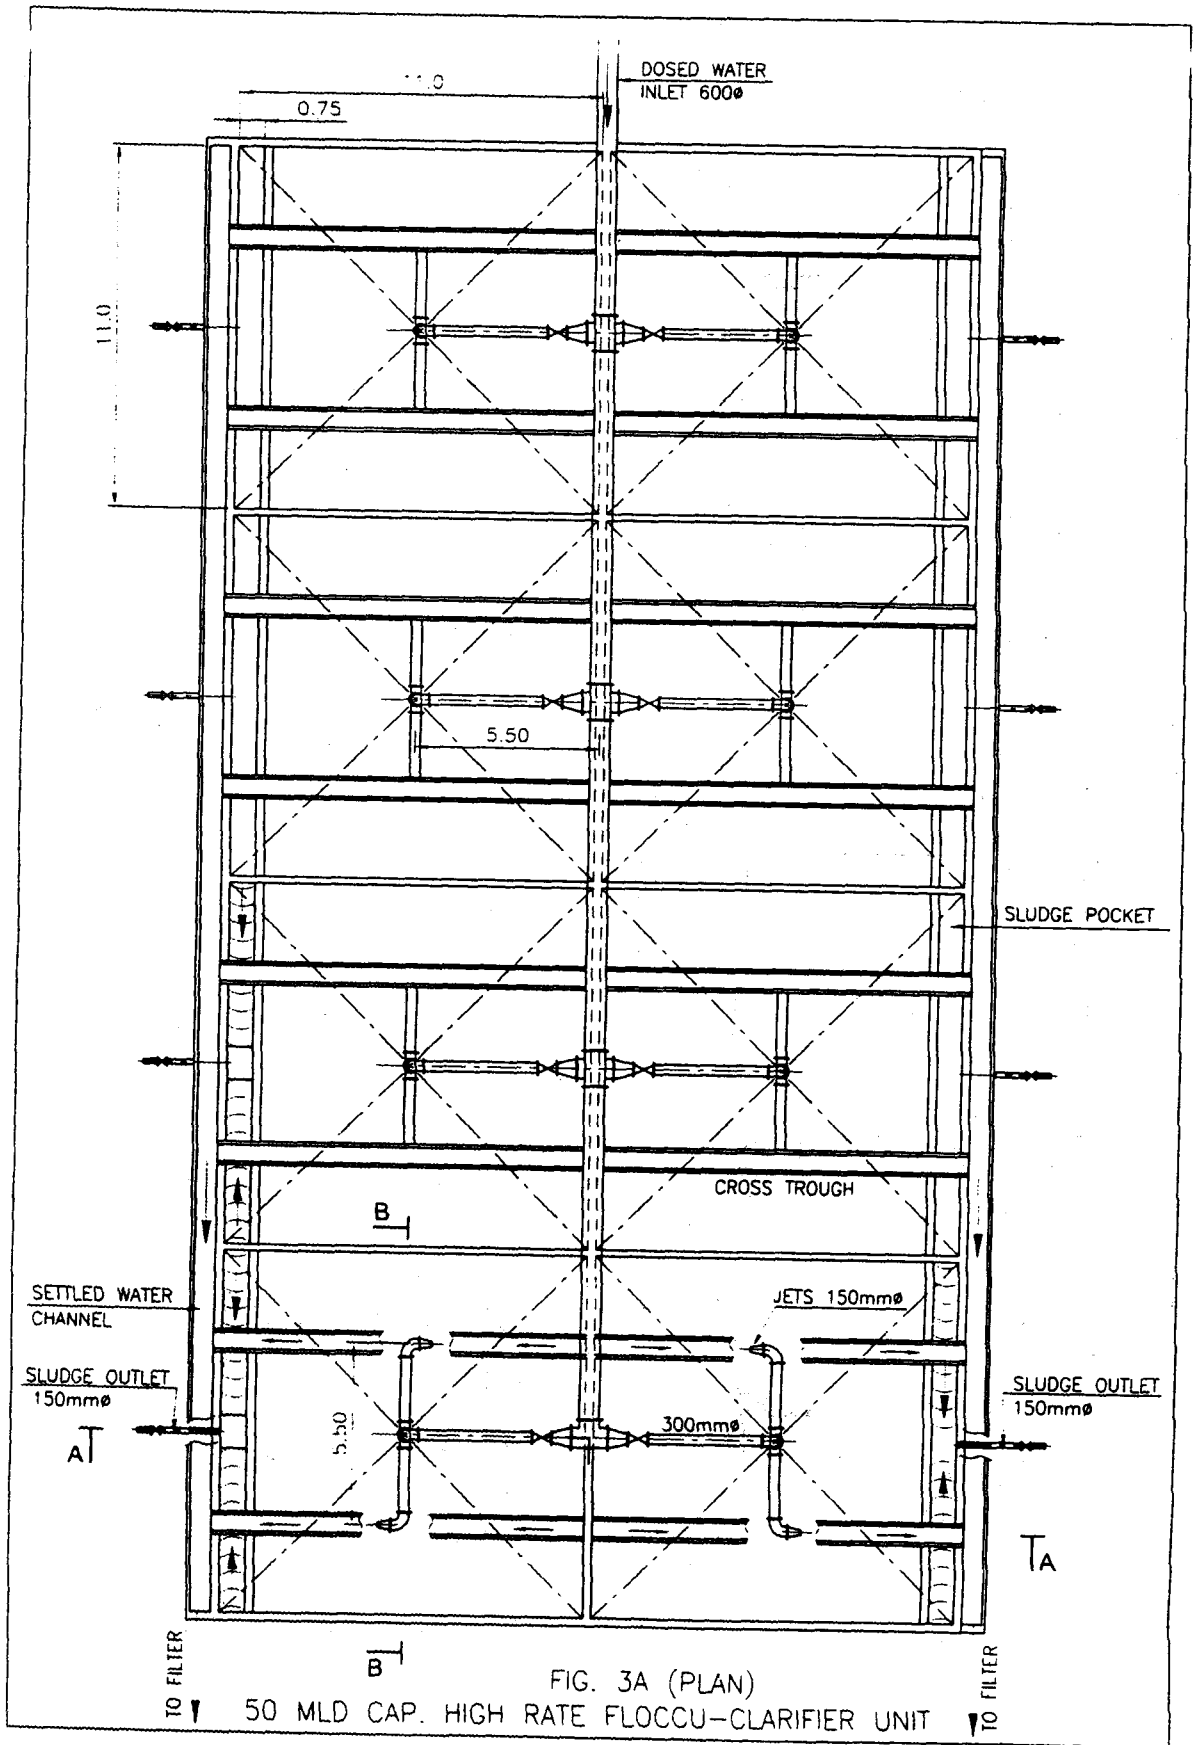 DOSED WATER
INLET 600ø
11.0
0.75
11.0
5.50
SLUDGE POCKET
CROSS TROUGH
B
SETTLED WATER
CHANNEL
JETS 150mmø
SLUDGE OUTLET
150mmø
SLUDGE OUTLET
150mmø
5.50
300mmø
A
A
B
TO FILTER
TO FILTER
FIG. 3A (PLAN)
50 MLD CAP. HIGH RATE FLOCCU-CLARIFIER UNIT